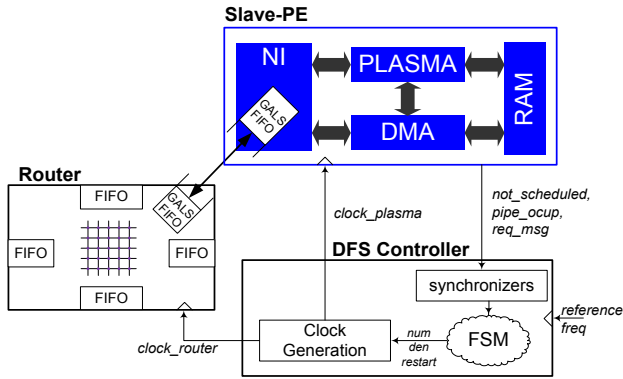 Slave-PE
NI
PLASMA
RAM
GALS
FIFO
DMA
Router
FIFO
GALS
FIFO
FIFO
FIFO
FIFO
clock_plasma
not_scheduled,
pipe_ocup,
req_msg
DFS Controller
synchronizers
reference
freq
Clock
Generation
num
den
restart
FSM
clock_router